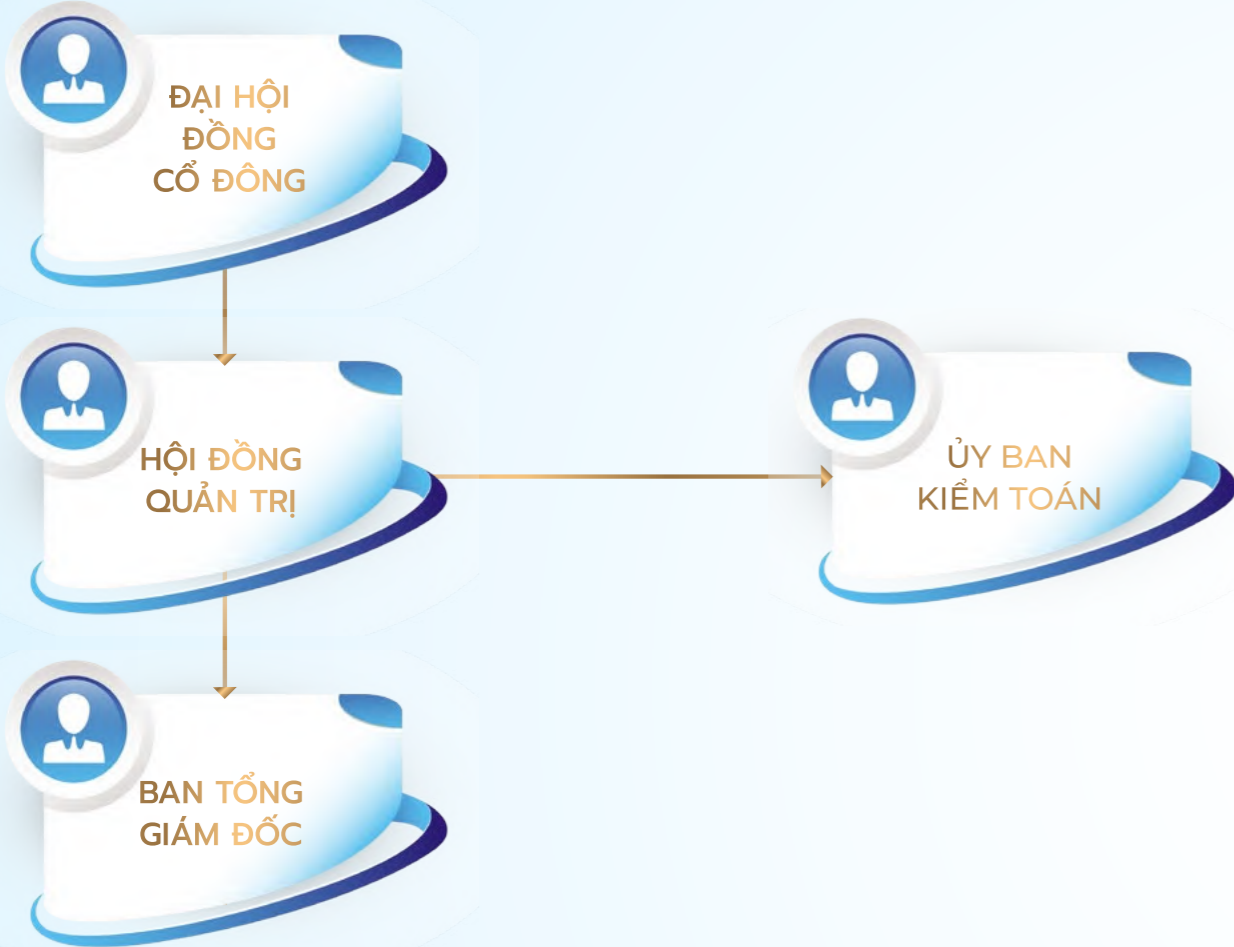 ĐẠI HỘI
ĐỒNG
CỔ ĐÔNG
HỘI ĐỒNG
QUẢN TRỊ
ỦY BAN
KIỂM TOÁN
BAN TỔNG
GIÁM ĐỐC